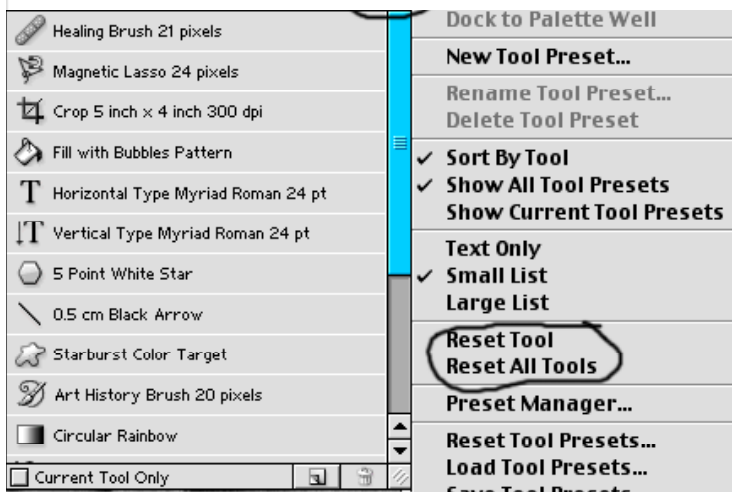 Healing Brush 21 pixels
Magnetic Lasso 24 pixels
Crop 5 inch x 4 inch 300 dpi
Fill with Bubbles Pattern
Horizontal Type Myriad Roman 24 pt
Vertical Type Myriad Roman 24 pt
5 Point White Star
0.5 cm Black Arrow
Starburst Color Target
Art History Brush 20 pixels
Circular Rainbow
Current Tool Only
Dock to Palette Well
New Tool Preset...
Rename Tool Preset...
Delete Tool Preset
Sort By Tool
Show All Tool Presets
Show Current Tool Presets
Text Only
Small List
Large List
Reset Tool
Reset All Tools
Preset Manager...
Reset Tool Presets...
Load Tool Presets...
Save Tool Presets...